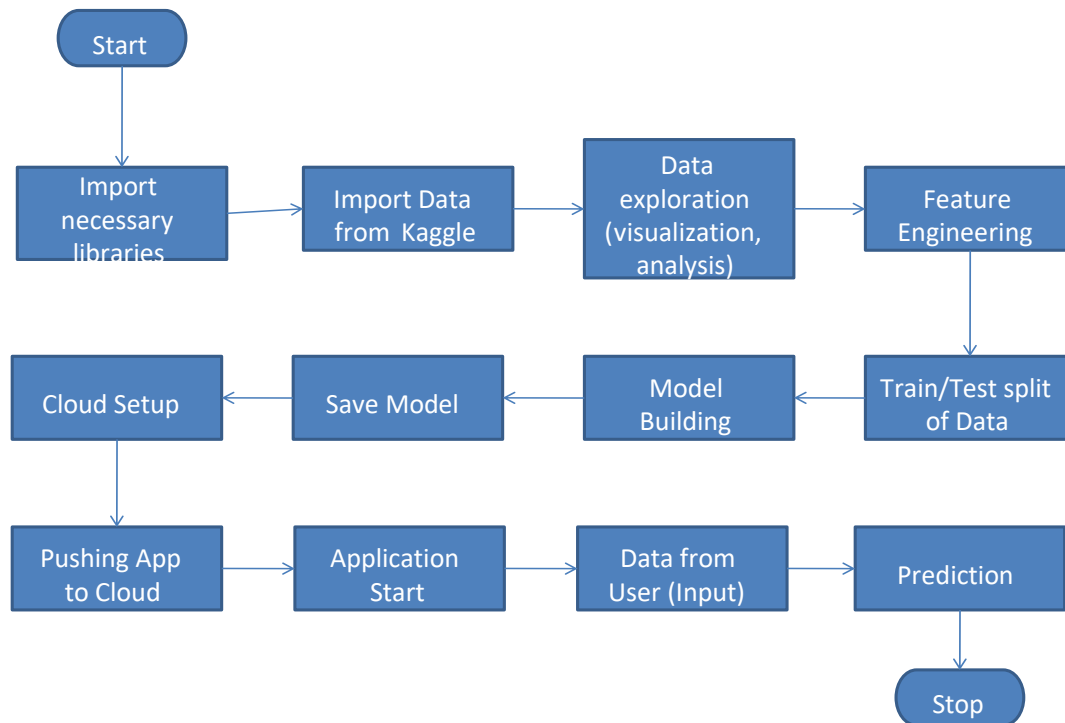 Start
Import
necessary
libraries
Import Data
from Kaggle
Data
exploration
(visualization,
analysis)
Feature
Engineering
Cloud Setup
Save Model
Model
Building
Train/Test split
of Data
Pushing App
to Cloud
Application
Start
Data from
User (Input)
Prediction
Stop